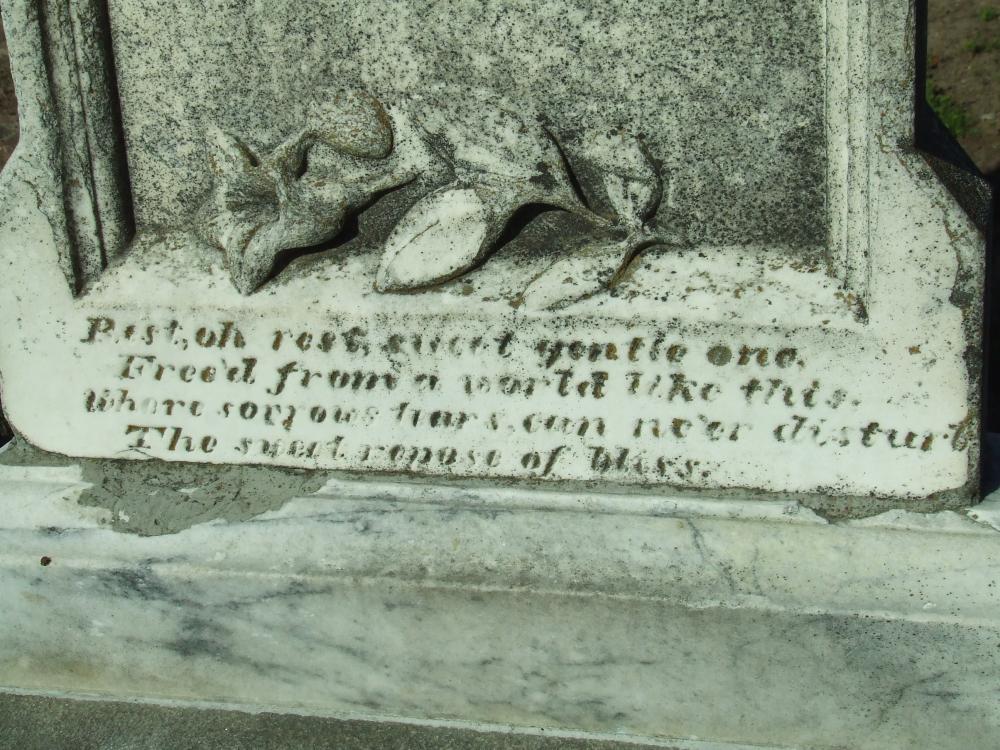 Rest, oh rest, sweet gentle one.
Free'd from a world like this.
Where sorrows tears, can ne'er disturb
The sweet repose of bliss.